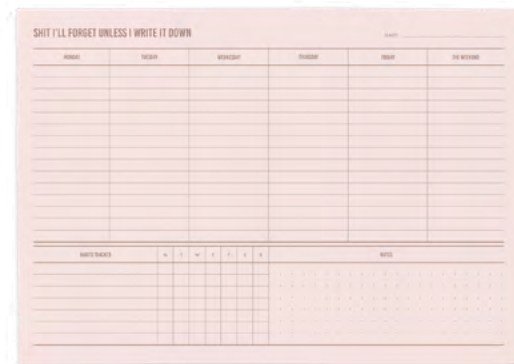 SHIT I'LL FORGET UNLESS I WRITE IT DOWN
DATE:
MONDAY TUESDAY WEDNESDAY THURSDAY FRIDAY THE WEEKEND
HABITS TRACKER M T W T F S S NOTES